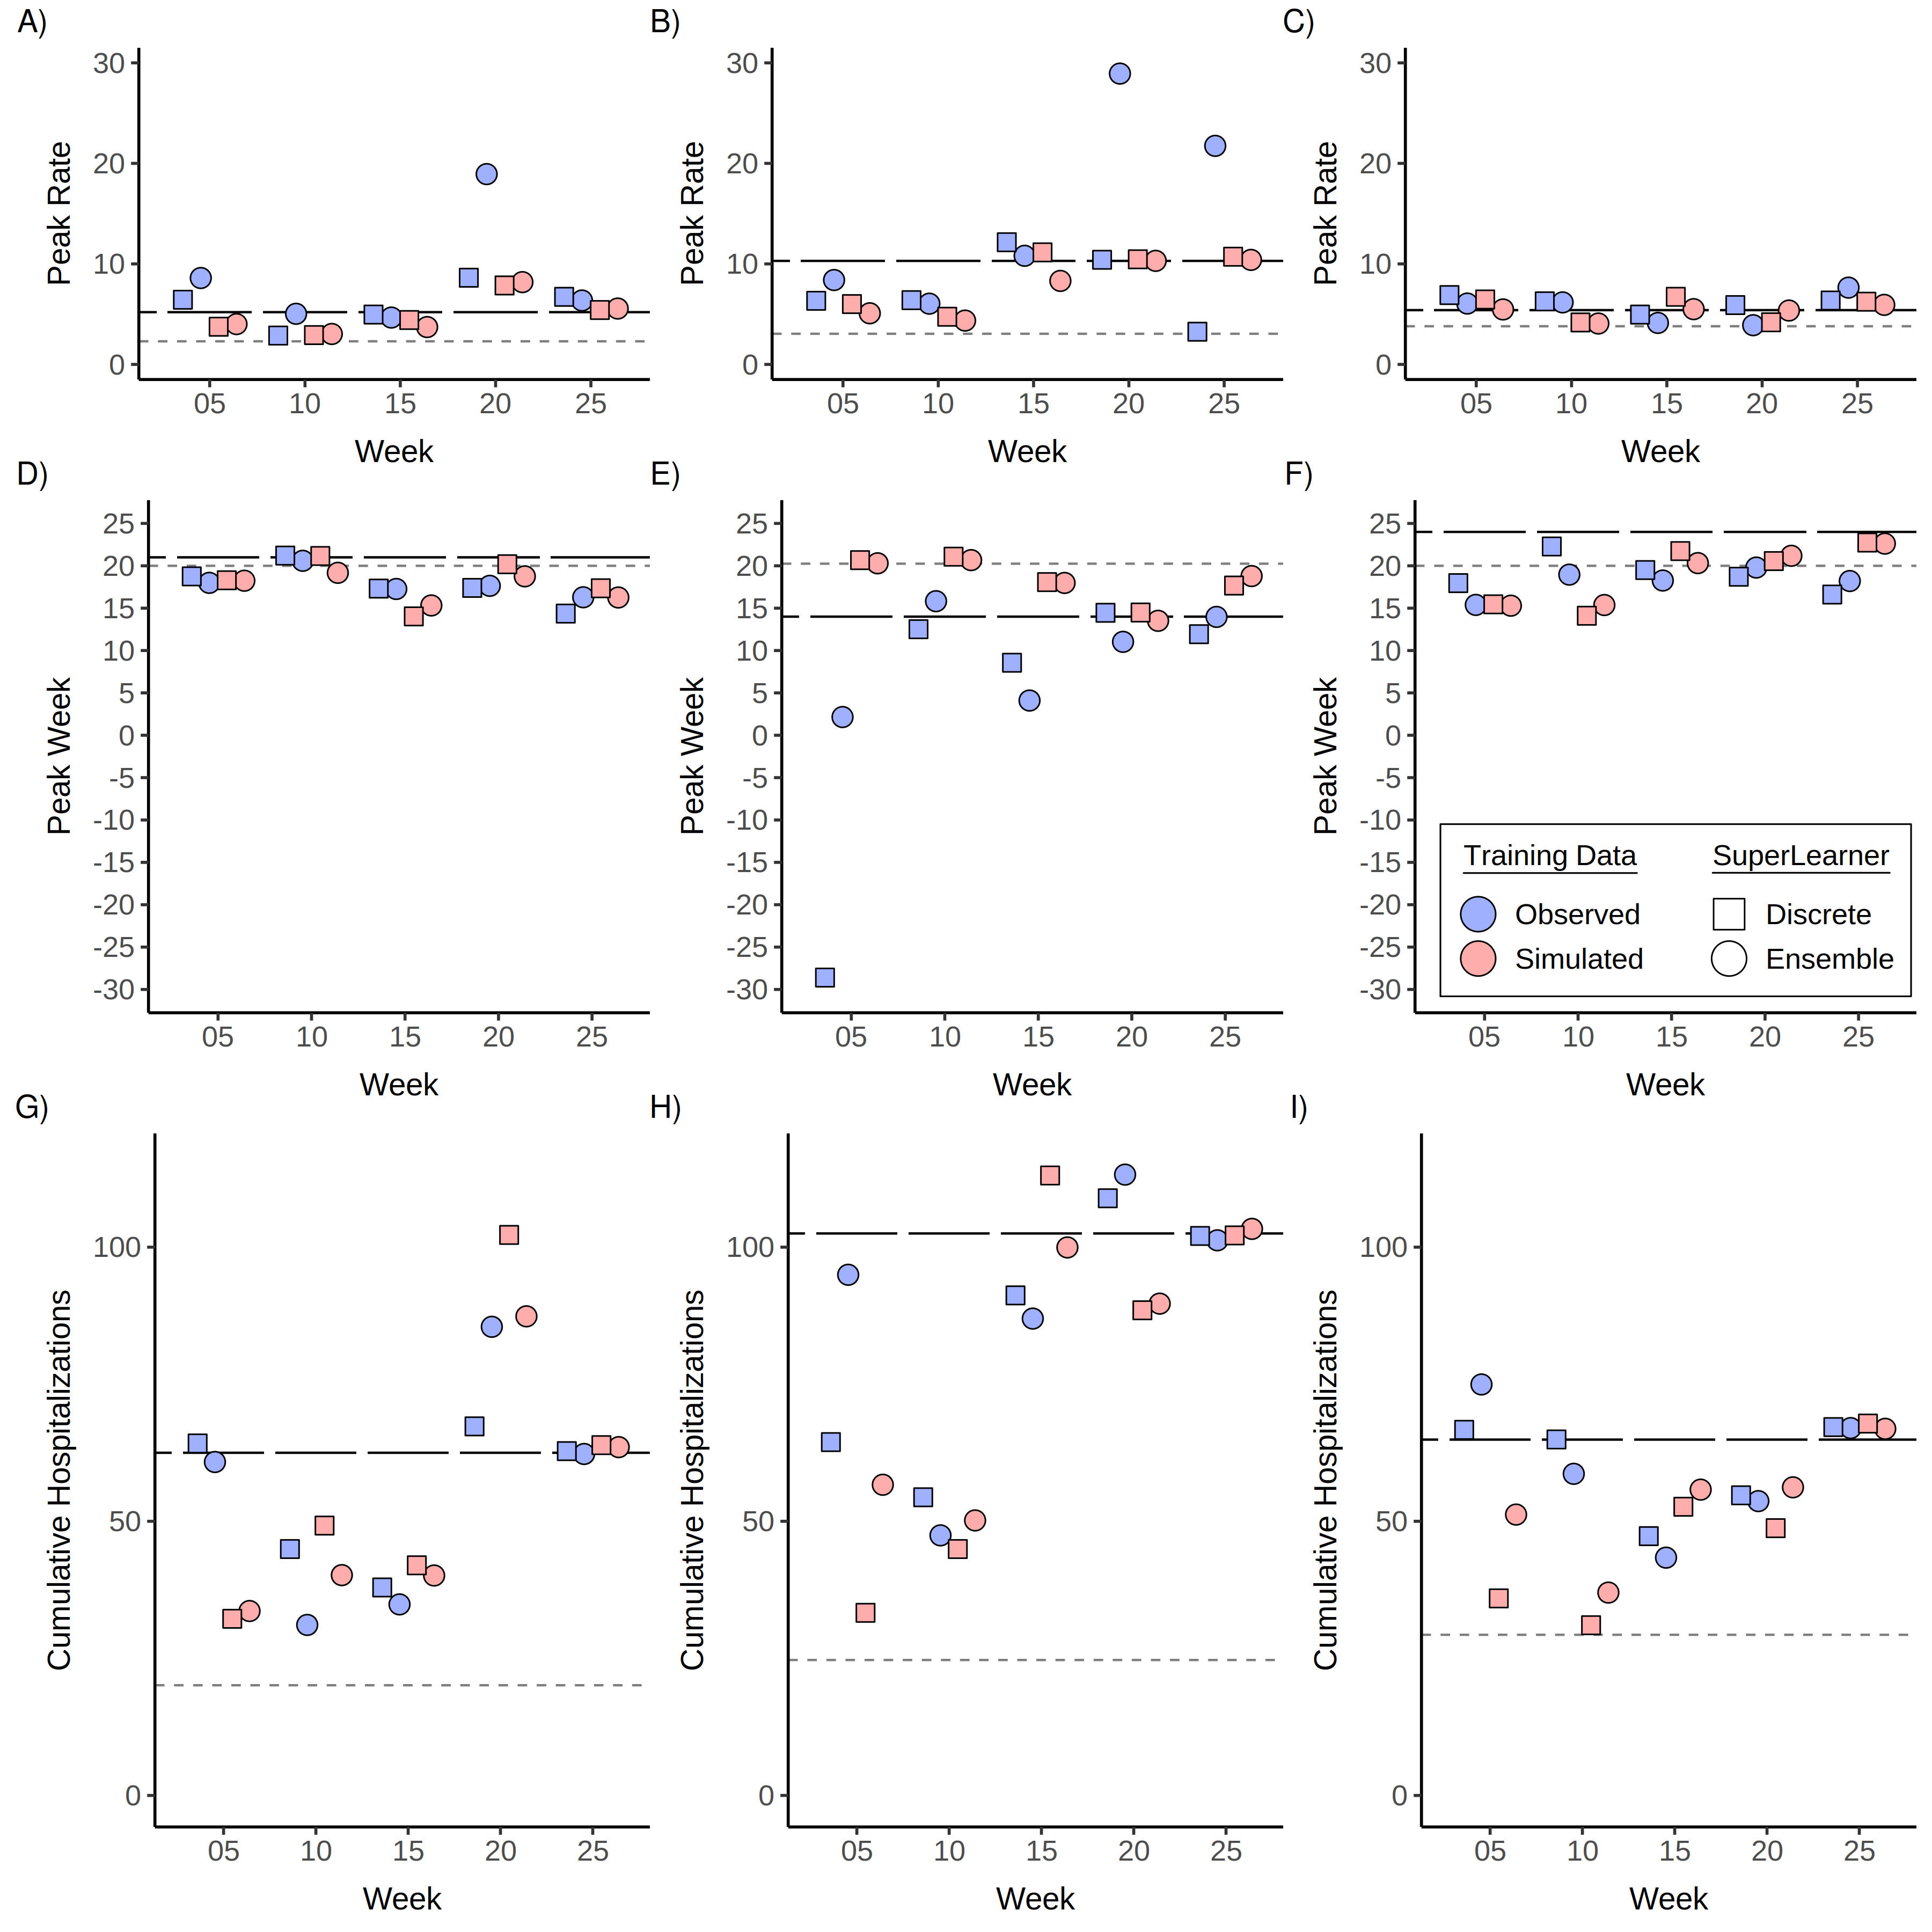 A)
30
20
10
0
Peak Rate
05 10 15 20 25
Week
B)
30
20
10
0
Peak Rate
05 10 15 20 25
Week
C)
30
20
10
0
Peak Rate
05 10 15 20 25
Week
D)
25
20
15
10
5
0
-5
-10
-15
-20
-25
-30
Peak Week
05 10 15 20 25
Week
E)
25
20
15
10
5
0
-5
-10
-15
-20
-25
-30
Peak Week
05 10 15 20 25
Week
F)
25
20
15
10
5
0
-5
-10
-15
-20
-25
-30
Peak Week
Training Data SuperLearner
Observed Discrete
Simulated Ensemble
05 10 15 20 25
Week
G)
100
50
0
Cumulative Hospitalizations
05 10 15 20 25
Week
H)
100
50
0
Cumulative Hospitalizations
05 10 15 20 25
Week
I)
100
50
0
Cumulative Hospitalizations
05 10 15 20 25
Week